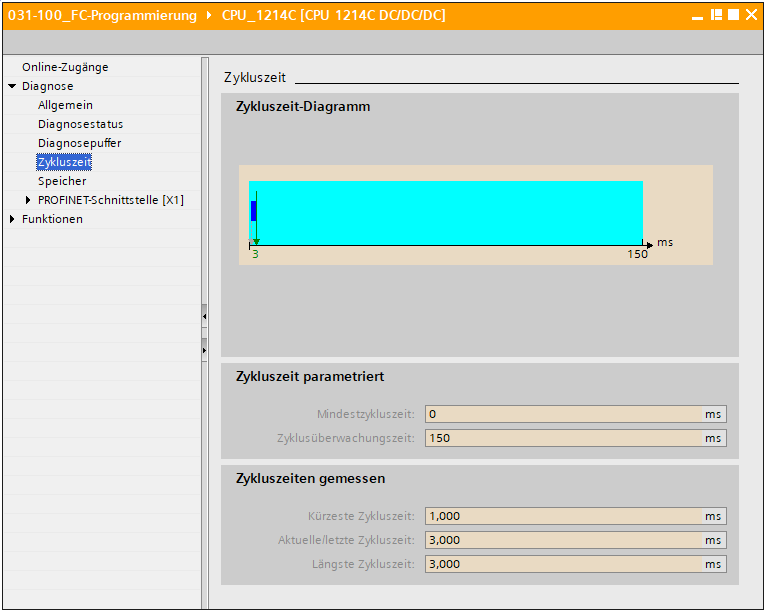 031-100_FC-Programmierung ▸ CPU_1214C [CPU 1214C DC/DC/DC]
Online-Zugänge
Diagnose
Allgemein
Diagnosestatus
Diagnosepuffer
Zykluszeit
Speicher
PROFINET-Schnittstelle [X1]
Funktionen
Zykluszeit
Zykluszeit-Diagramm
ms
3 150
Zykluszeit parametriert
Mindestzykluszeit: 0 ms
Zyklusüberwachungszeit: 150 ms
Zykluszeiten gemessen
Kürzeste Zykluszeit: 1,000 ms
Aktuelle/letzte Zykluszeit: 3,000 ms
Längste Zykluszeit: 3,000 ms